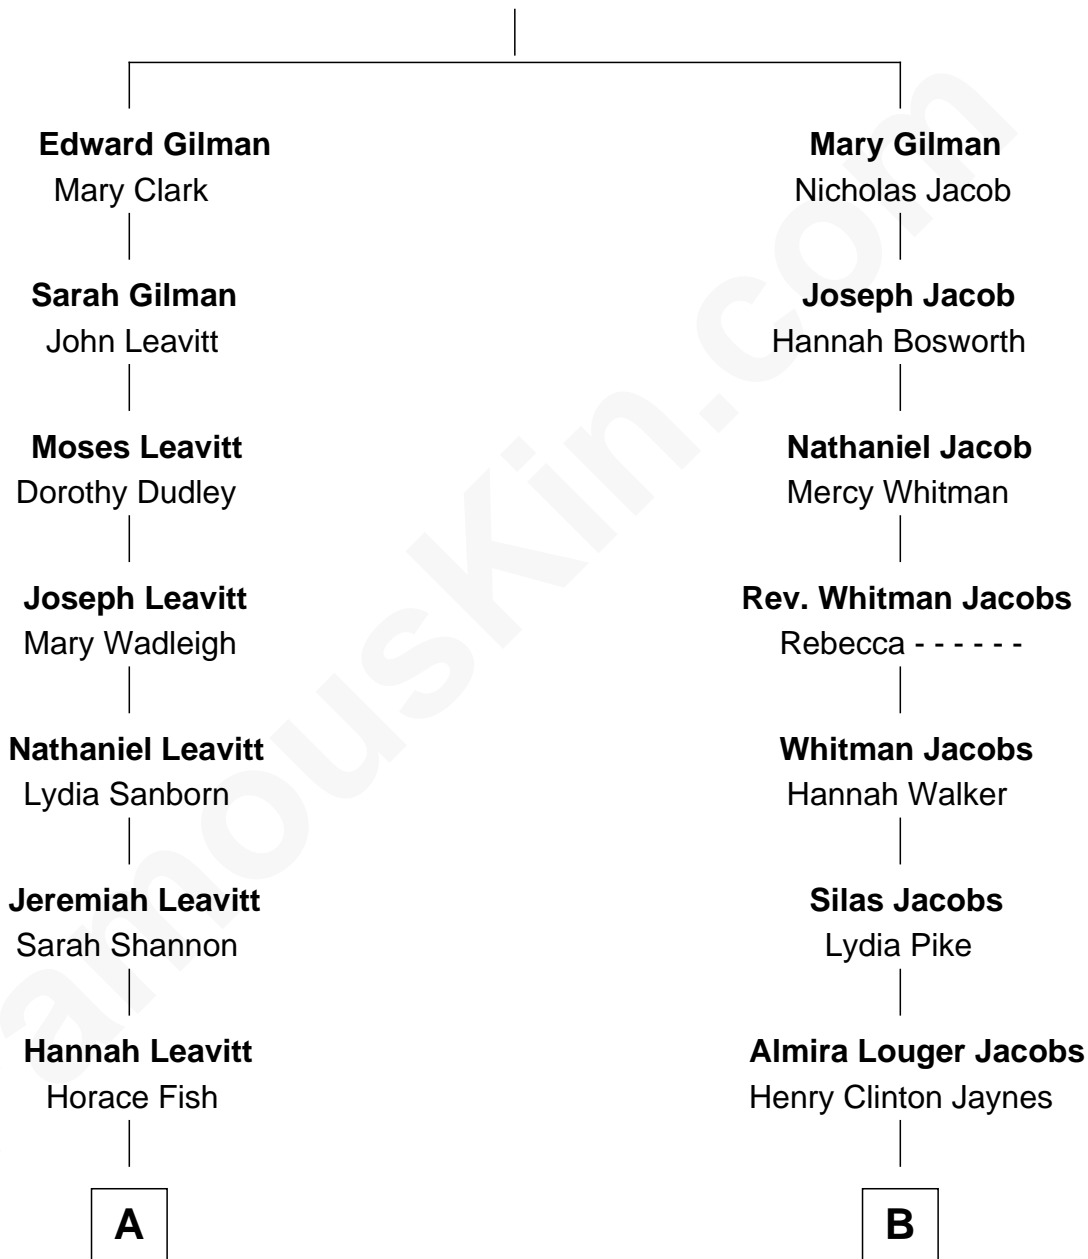 Edward Gilman
Mary Clark
Sarah Gilman
John Leavitt
Moses Leavitt
Dorothy Dudley
Joseph Leavitt
Mary Wadleigh
Nathaniel Leavitt
Lydia Sanborn
Jeremiah Leavitt
Sarah Shannon
Hannah Leavitt
Horace Fish
A
Mary Gilman
Nicholas Jacob
Joseph Jacob
Hannah Bosworth
Nathaniel Jacob
Mercy Whitman
Rev. Whitman Jacobs
Rebecca - - - - - -
Whitman Jacobs
Hannah Walker
Silas Jacobs
Lydia Pike
Almira Louger Jacobs
Henry Clinton Jaynes
B
amousKin.com